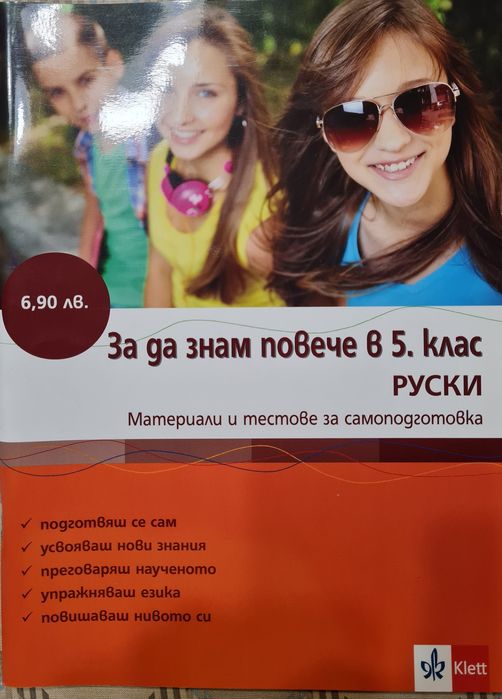 6,90 лв.
За да знам повече в 5. клас
РУСКИ
Материали и тестове за самоподготовка
✓ подготвяш се сам
✓ усвояваш нови знания
✓ преговаряш наученото
✓ упражняваш езика
✓ повишаваш нивото си
Klett